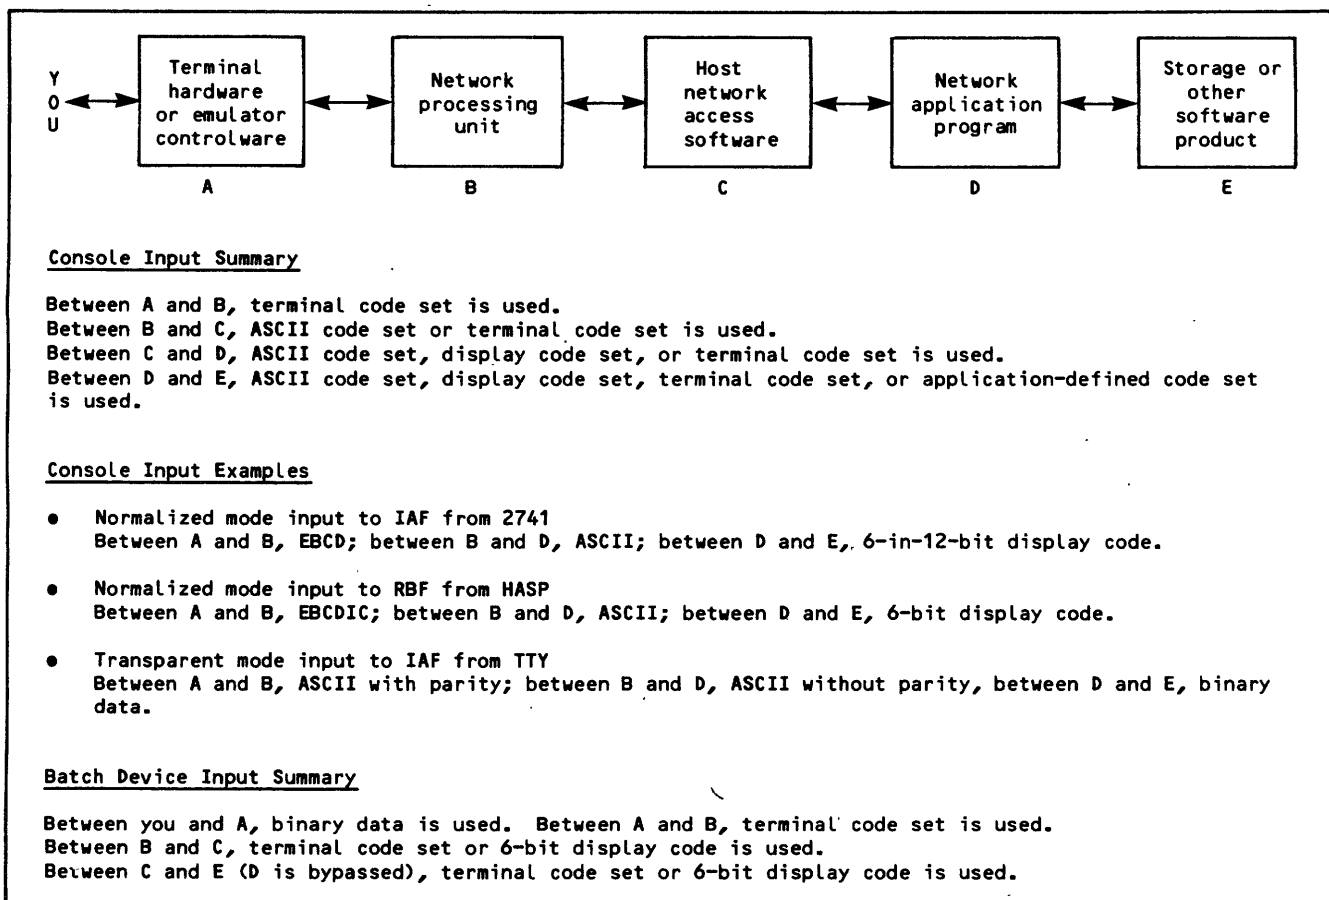 YOU
Terminal
hardware
or emulator
controlware
A
Network
processing
unit
B
Host
network
access
software
C
Network
application
program
D
Storage or
other
software
product
E
Console Input Summary
Between A and B, terminal code set is used.
Between B and C, ASCII code set or terminal code set is used.
Between C and D, ASCII code set, display code set, or terminal code set is used.
Between D and E, ASCII code set, display code set, terminal code set, or application-defined code set
is used.
Console Input Examples
● Normalized mode input to IAF from 2741
Between A and B, EBCD; between B and D, ASCII; between D and E, 6-in-12-bit display code.
● Normalized mode input to RBF from HASP
Between A and B, EBCDIC; between B and D, ASCII; between D and E, 6-bit display code.
● Transparent mode input to IAF from TTY
Between A and B, ASCII with parity; between B and D, ASCII without parity, between D and E, binary
data.
Batch Device Input Summary
Between you and A, binary data is used. Between A and B, terminal code set is used.
Between B and C, terminal code set or 6-bit display code is used.
Between C and E (D is bypassed), terminal code set or 6-bit display code is used.